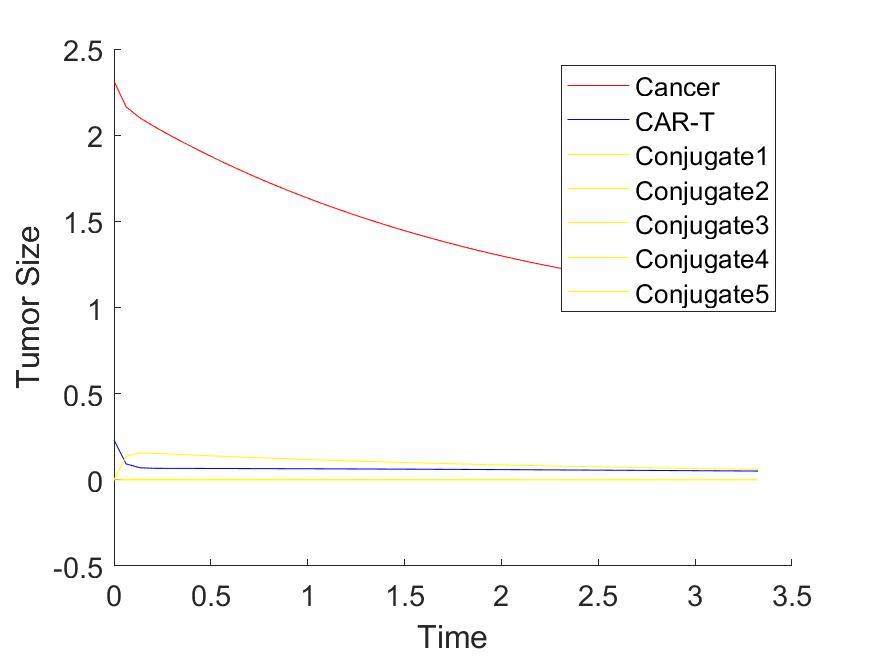 2.5
2
1.5
1
0.5
0
-0.5
Tumor Size
0 0.5 1 1.5 2 2.5 3 3.5
Time
Cancer
CAR-T
Conjugate1
Conjugate2
Conjugate3
Conjugate4
Conjugate5